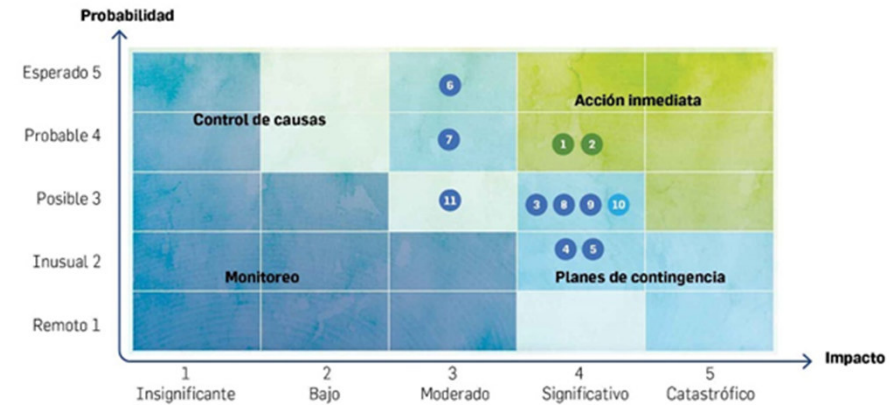 Probabilidad
Esperado 5
6
Acción inmediata
Control de causas
Probable 4
7
1 2
Posible 3
11
3 8 9 10
Inusual 2
4 5
Monitoreo
Planes de contingencia
Remoto 1
Impacto
1 2 3 4 5
Insignificante Bajo Moderado Significativo Catastrófico